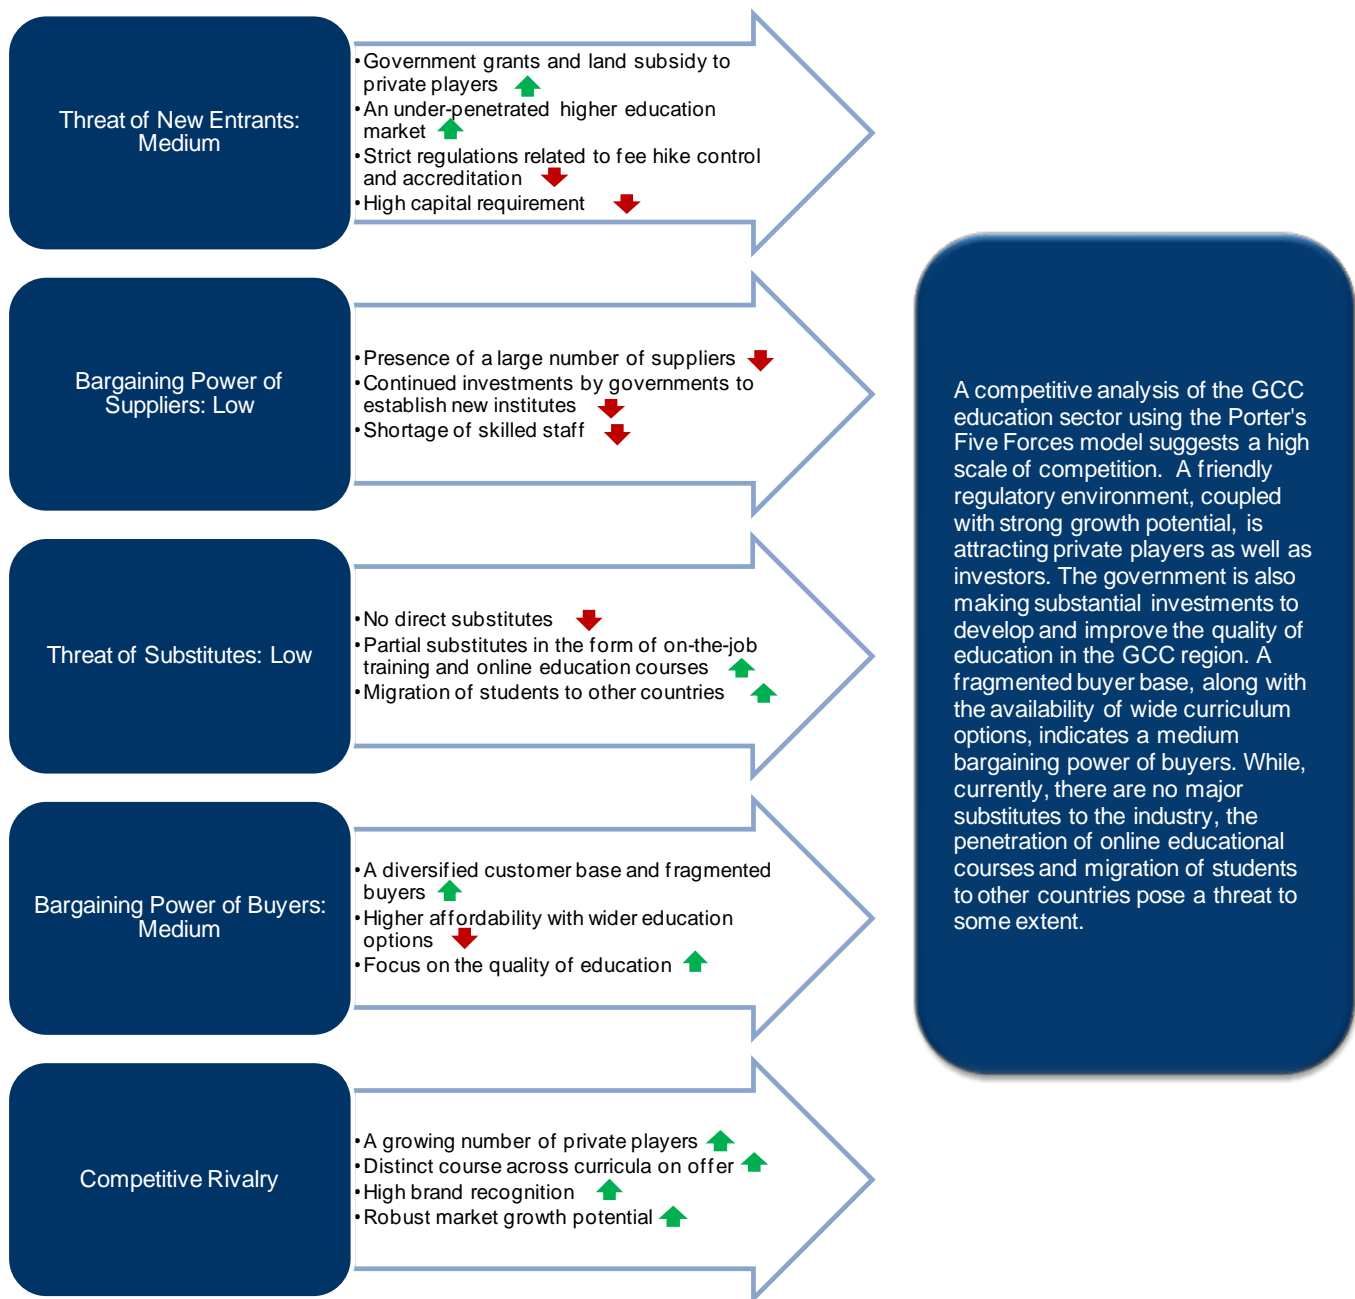 Threat of New Entrants:
Medium
•Government grants and land subsidy to
private players
•An under-penetrated higher education
market
•Strict regulations related to fee hike control
and accreditation
•High capital requirement
Bargaining Power of
Suppliers: Low
•Presence of a large number of suppliers
•Continued investments by governments to
establish new institutes
•Shortage of skilled staff
Threat of Substitutes: Low
•No direct substitutes
•Partial substitutes in the form of on-the-job
training and online education courses
•Migration of students to other countries
Bargaining Power of Buyers:
Medium
•A diversified customer base and fragmented
buyers
•Higher affordability with wider education
options
•Focus on the quality of education
Competitive Rivalry
•A growing number of private players
•Distinct course across curricula on offer
•High brand recognition
•Robust market growth potential
A competitive analysis of the GCC
education sector using the Porter's
Five Forces model suggests a high
scale of competition. A friendly
regulatory environment, coupled
with strong growth potential, is
attracting private players as well as
investors. The government is also
making substantial investments to
develop and improve the quality of
education in the GCC region. A
fragmented buyer base, along with
the availability of wide curriculum
options, indicates a medium
bargaining power of buyers. While,
currently, there are no major
substitutes to the industry, the
penetration of online educational
courses and migration of students
to other countries pose a threat to
some extent.